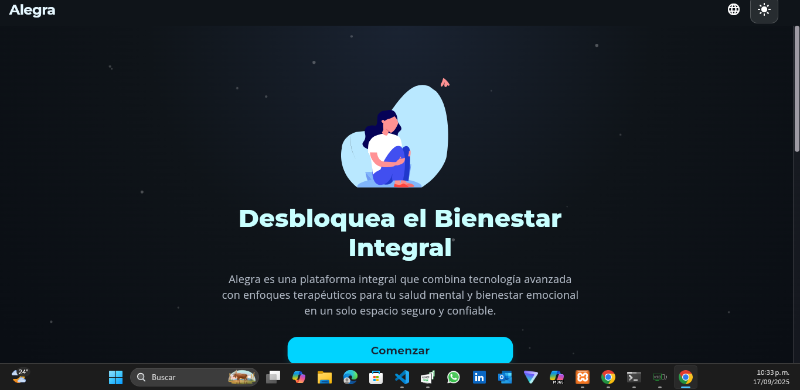 Alegra
Desbloquea el Bienestar
Integral
Alegra es una plataforma integral que combina tecnología avanzada
con enfoques terapéuticos para tu salud mental y bienestar emocional
en un solo espacio seguro y confiable.
Comenzar
24°
Buscar
10:33 p. m.
17/09/2025